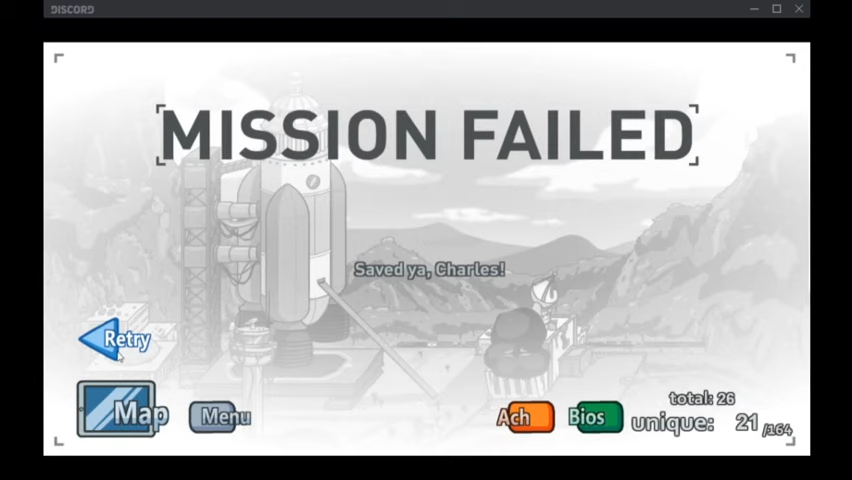 DISCORD
MISSION FAILED
Saved ya, Charles!
Retry
Map
Menu
Ach
Bios
total: 26
unique: 21 /164